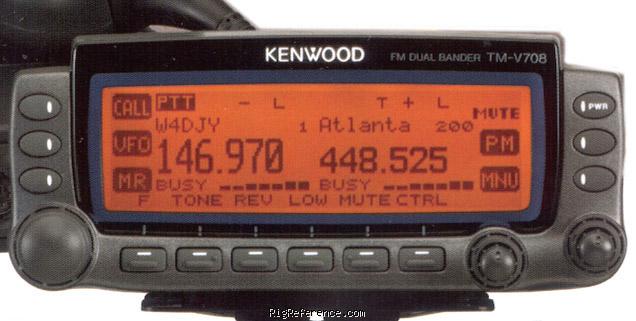 KENWOOD FM DUAL BANDER TM-V708
CALL PTT - L T + L MUTE PWR
W4DJY 1 Atlanta 200
VFO 146.970 448.525 PM
MR BUSY BUSY MNU
F TONE REV LOW MUTE CTRL
RigReference.com